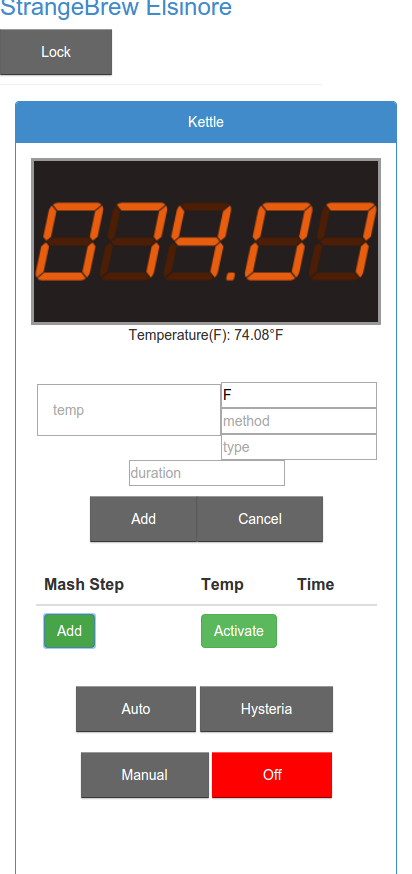 StrangeBrew Elsinore
Lock
Kettle
074.07
Temperature(F): 74.08°F
temp
F
method
type
duration
Add Cancel
Mash Step Temp Time
Add Activate
Auto Hysteria
Manual Off